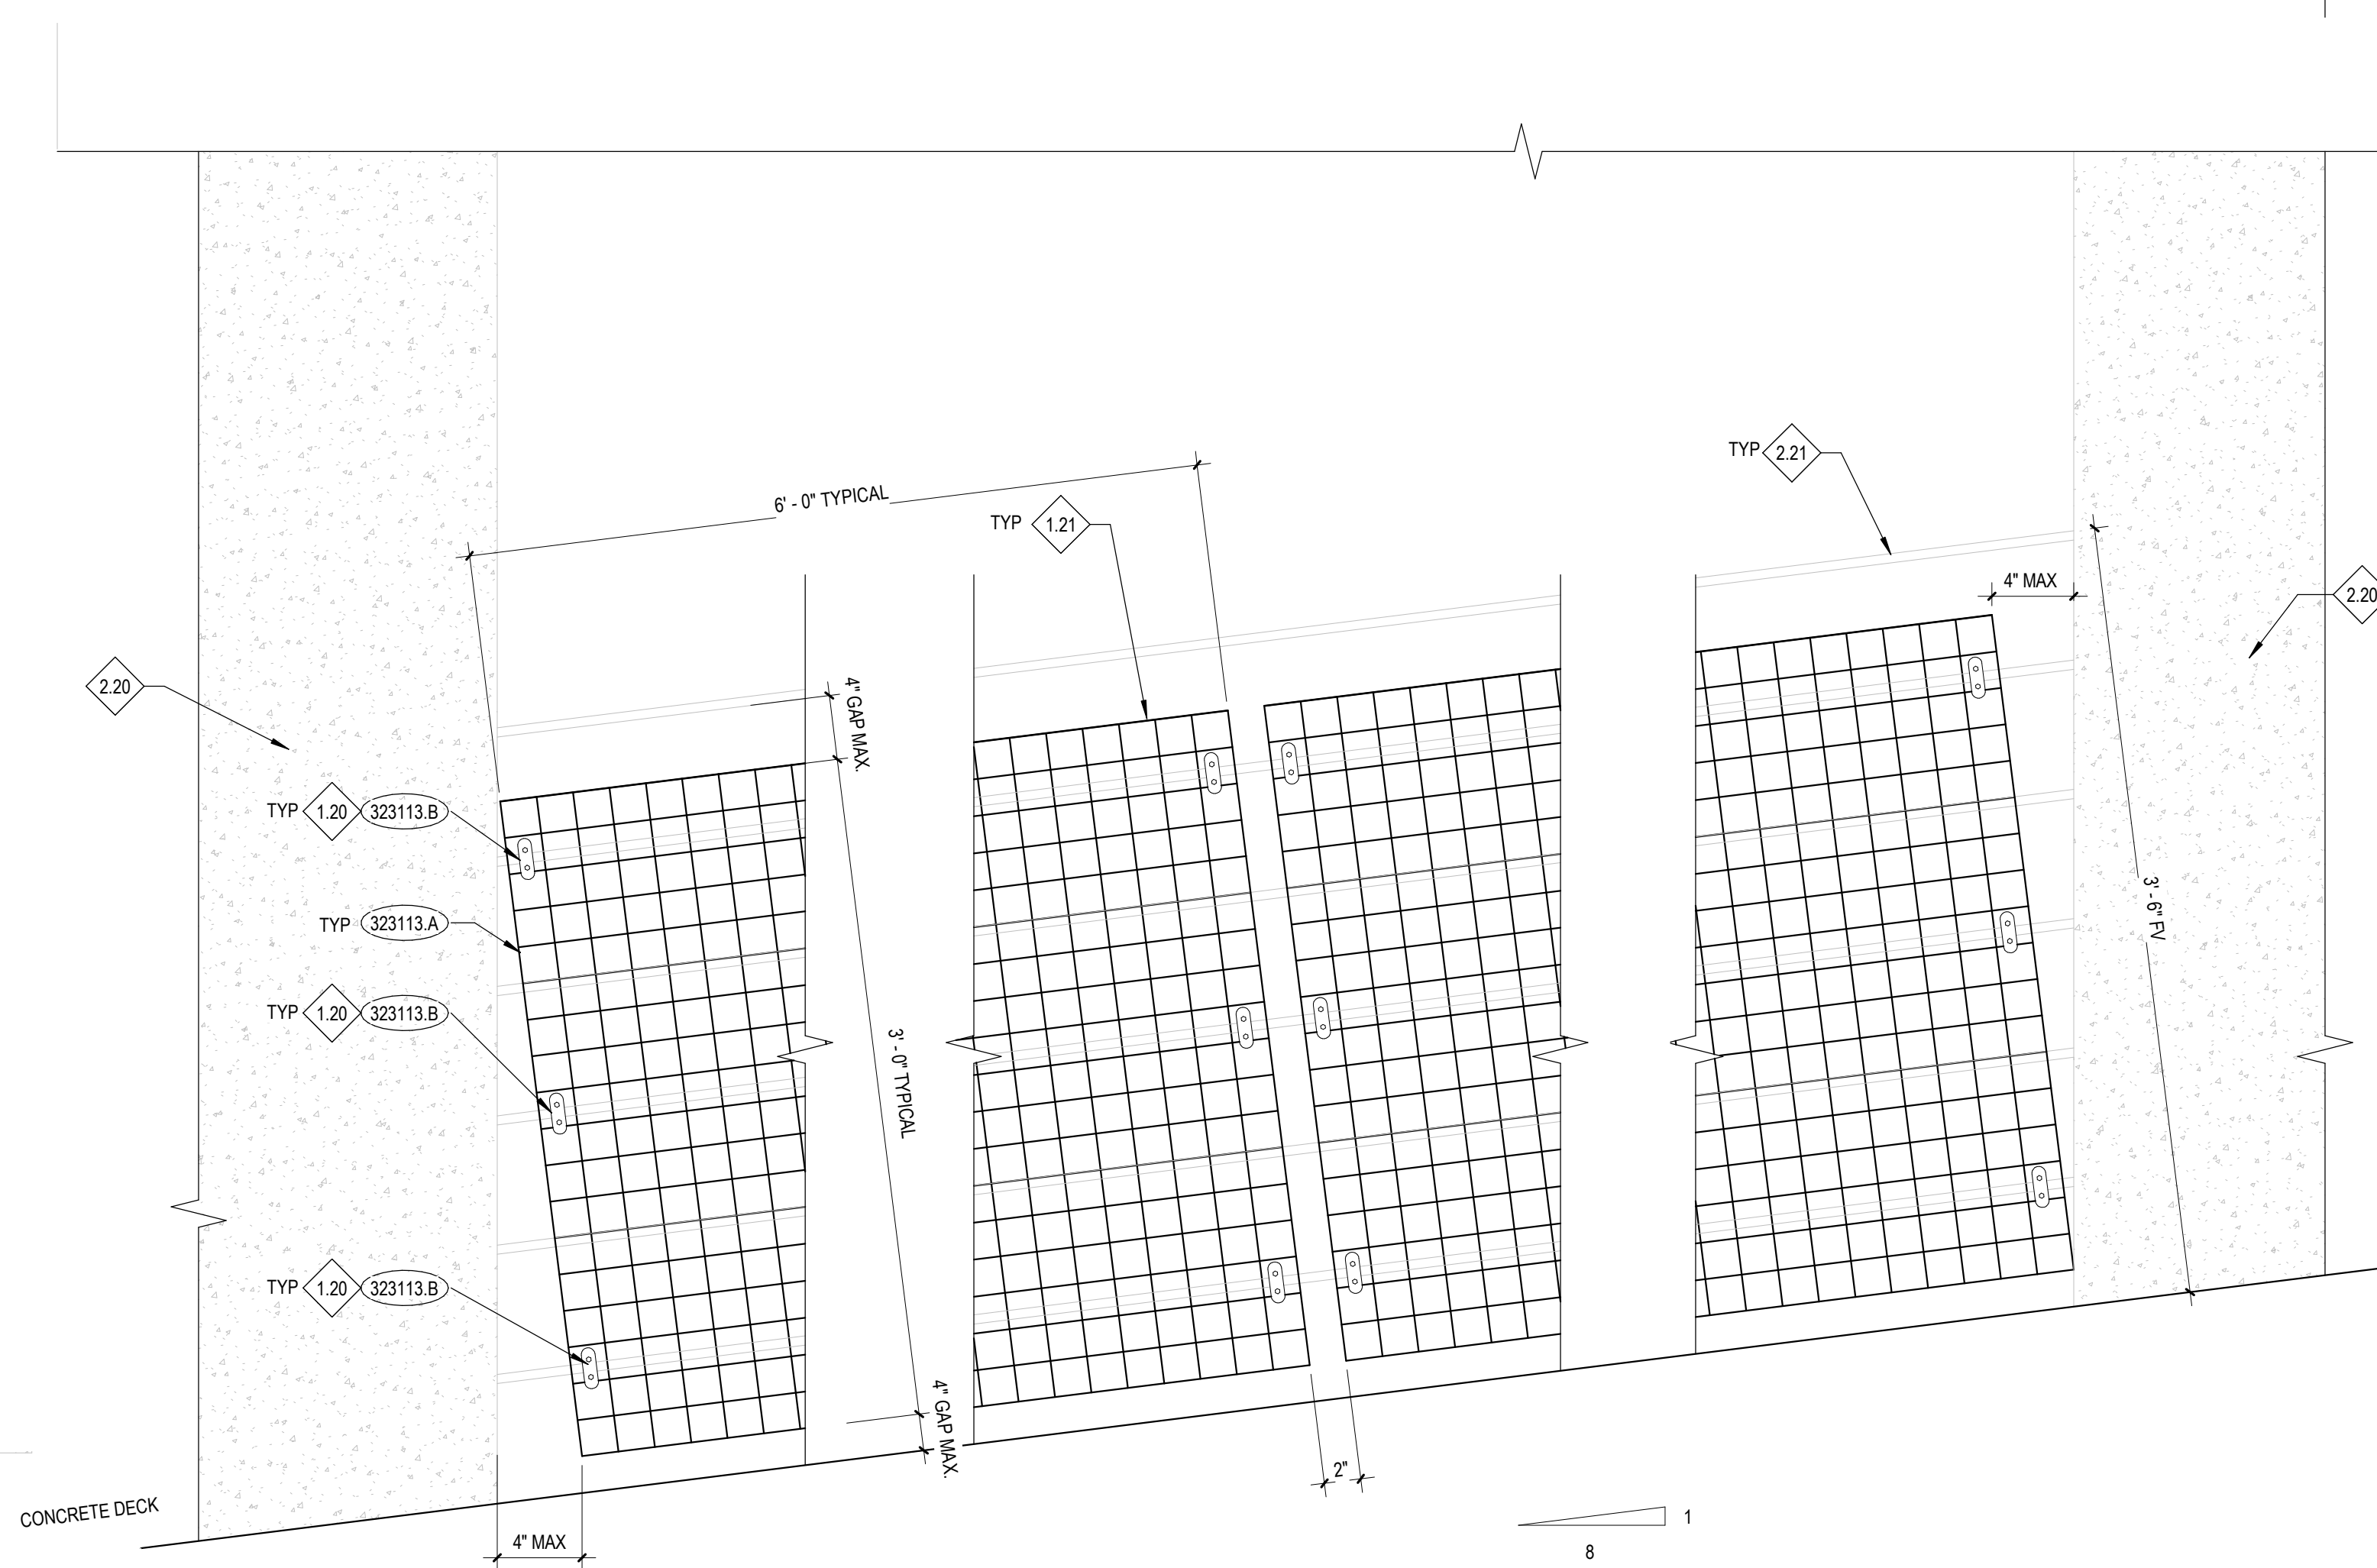 6' - 0" TYPICAL
TYP 1.21
TYP 2.21
4" MAX
2.20
2.20
4" GAP MAX.
TYP 1.20 323113.B
TYP 323113.A
3' - 6" FV
TYP 1.20 323113.B
3' - 0" TYPICAL
TYP 1.20 323113.B
4" GAP MAX.
2"
CONCRETE DECK
4" MAX
1
8